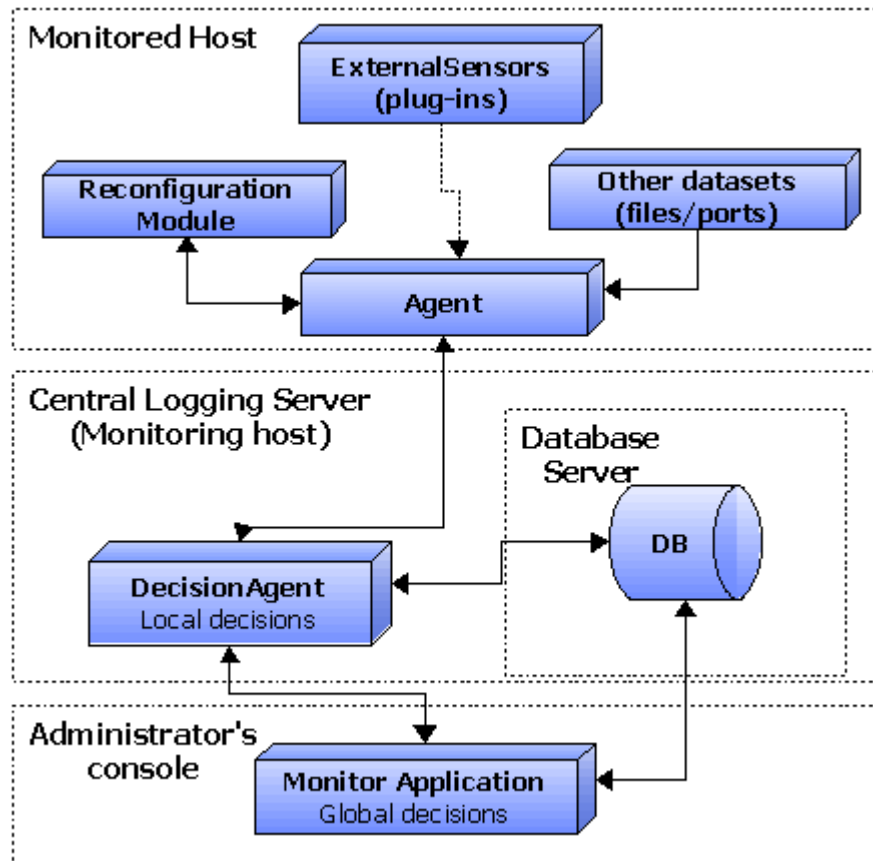 Monitored Host
ExternalSensors
(plug-ins)
Reconfiguration
Module
Other datasets
(files/ports)
Agent
Central Logging Server
(Monitoring host)
Database
Server
DB
DecisionAgent
Local decisions
Administrator's
console
Monitor Application
Global decisions